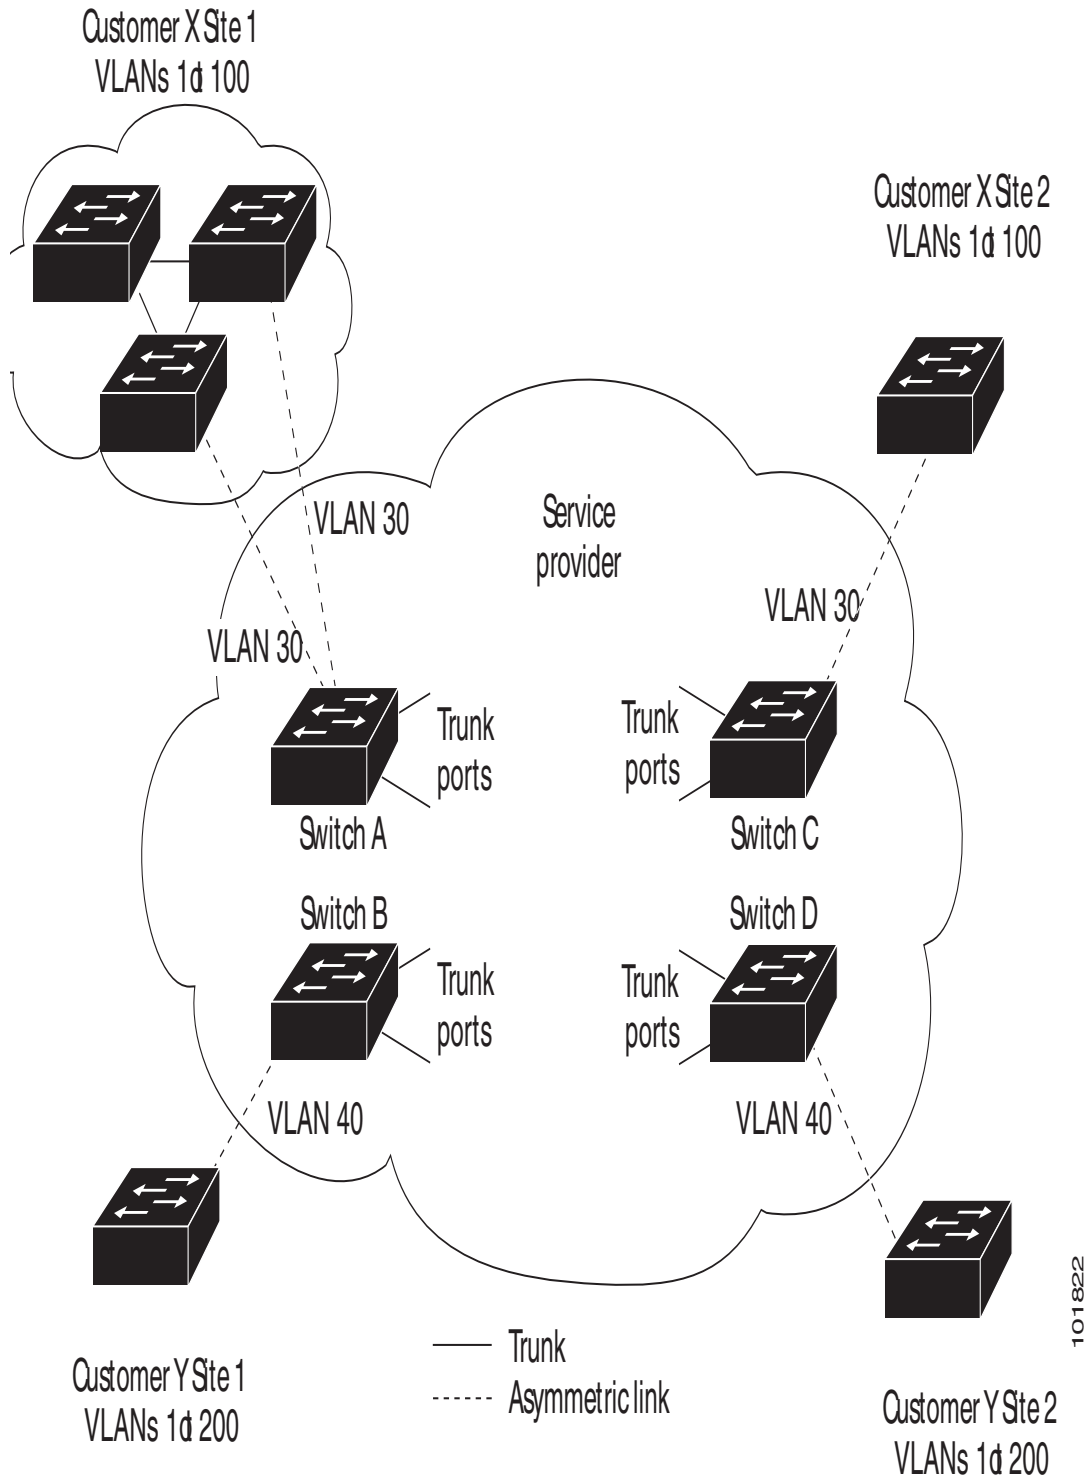 Customer X Site 1
VLANs 1 to 100
Customer X Site 2
VLANs 1 to 100
Service
provider
VLAN 30
VLAN 30
VLAN 30
Trunk
ports
Trunk
ports
Switch A
Switch C
Switch B
Switch D
Trunk
ports
Trunk
ports
VLAN 40
VLAN 40
Customer Y Site 1
VLANs 1 to 200
Trunk
Asymmetric link
Customer Y Site 2
VLANs 1 to 200
101822